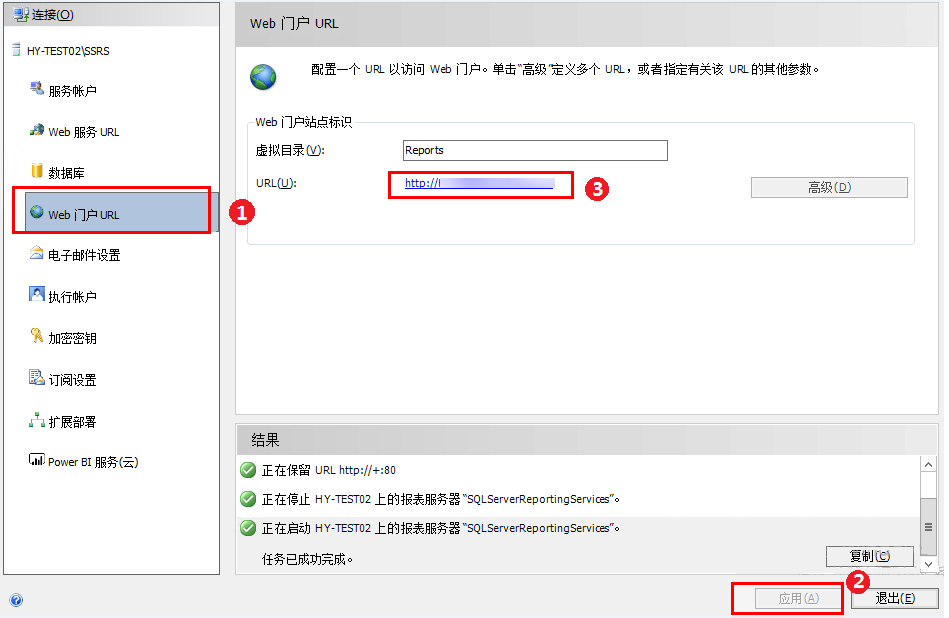 连接(O)
HY-TEST02\SSRS
服务帐户
Web 服务 URL
数据库
Web 门户 URL
电子邮件设置
执行帐户
加密密钥
订阅设置
扩展部署
Power BI 服务(云)
Web 门户 URL
配置一个 URL 以访问 Web 门户。单击"高级"定义多个 URL，或者指定有关该 URL 的其他参数。
Web 门户站点标识
虚拟目录(V):
Reports
URL(U):
http://
高级(D)
1
3
结果
正在保留 URL http://+:80
正在停止 HY-TEST02 上的报表服务器“SQLServerReportingServices”。
正在启动 HY-TEST02 上的报表服务器“SQLServerReportingServices”。
任务已成功完成。
复制(C)
2
应用(A)
退出(E)